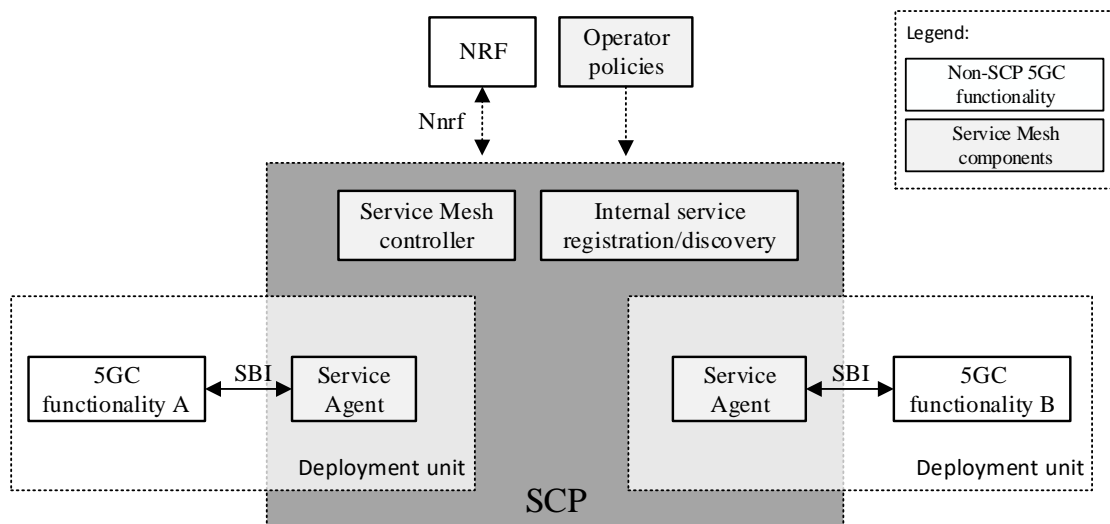 NRF
Operator
policies
Legend:
Non-SCP 5GC
functionality
Service Mesh
components
Nnrf
Service Mesh
controller
Internal service
registration/discovery
5GC
functionality A
SBI
Service
Agent
Deployment unit
Service
Agent
SBI
5GC
functionality B
Deployment unit
SCP